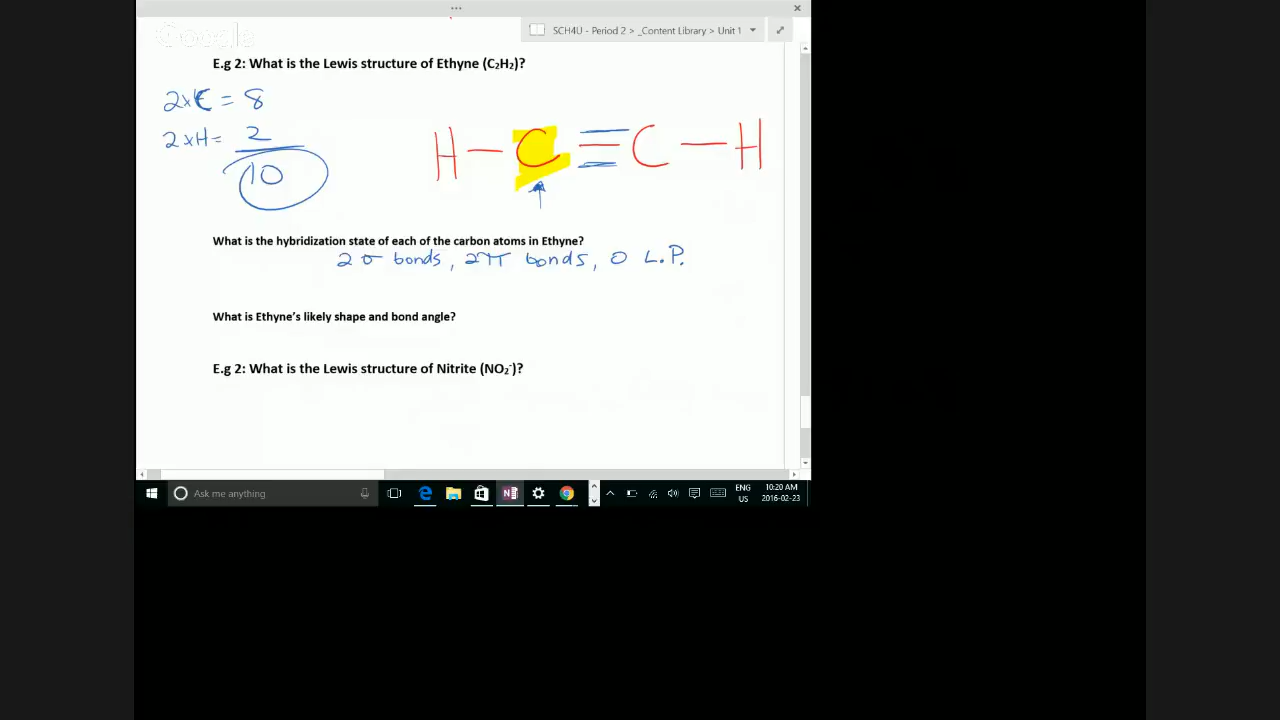 ...
Google
SCH4U - Period 2 > _Content Library > Unit 1
E.g 2: What is the Lewis structure of Ethyne (C₂H₂)?
2xC = 8
2xH= 2
10
H — C ≡ C — H
What is the hybridization state of each of the carbon atoms in Ethyne?
2 σ bonds, 2π bonds, 0 L.P.
What is Ethyne's likely shape and bond angle?
E.g 2: What is the Lewis structure of Nitrite (NO₂⁻)?
Ask me anything
ENG
US
10:20 AM
2016-02-23